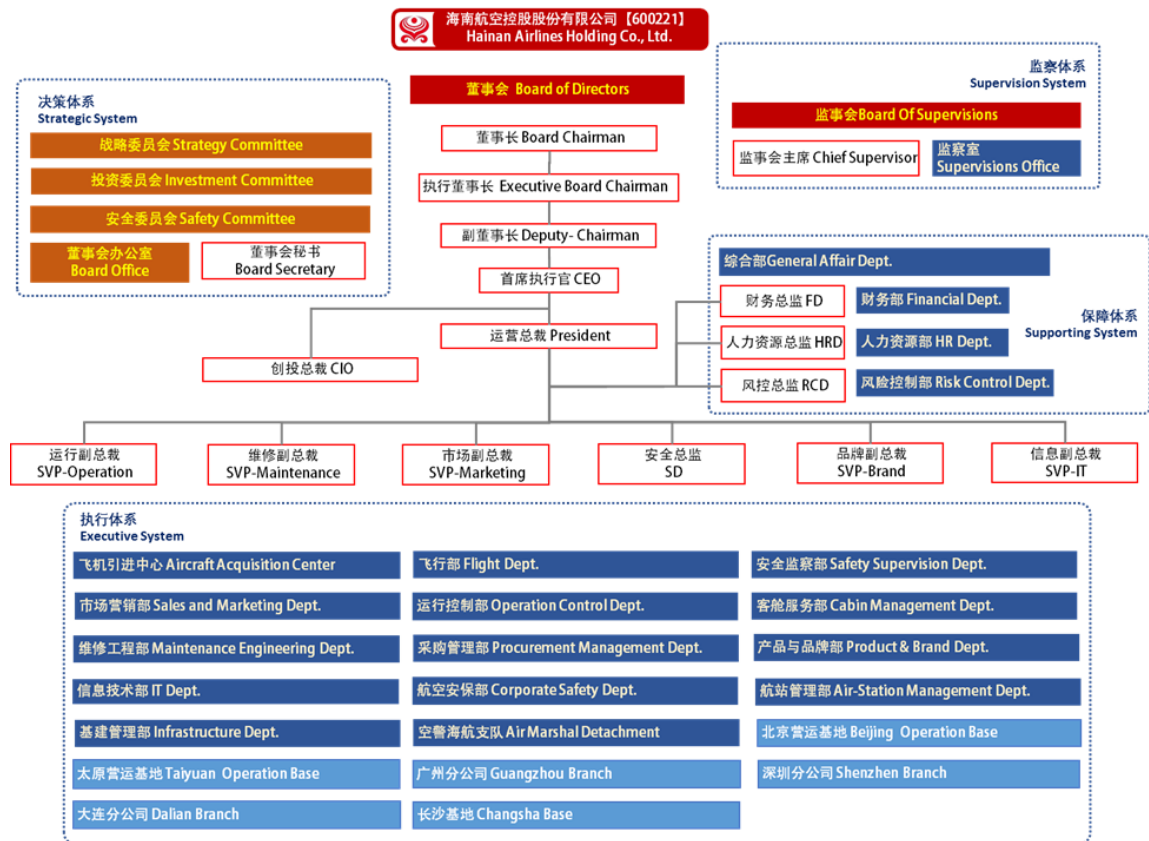 海南航空控股股份有限公司【600221】
Hainan Airlines Holding Co., Ltd.
监察体系
Supervision System
监事会Board Of Supervisions
监事会主席 Chief Supervisor
监察室
Supervisions Office
决策体系
Strategic System
战略委员会 Strategy Committee
投资委员会 Investment Committee
安全委员会 Safety Committee
董事会办公室
Board Office
董事会秘书
Board Secretary
董事会 Board of Directors
董事长 Board Chairman
执行董事长 Executive Board Chairman
副董事长 Deputy- Chairman
首席执行官 CEO
运营总裁 President
创投总裁 CIO
综合部General Affair Dept.
财务总监 FD
财务部 Financial Dept.
保障体系
Supporting System
人力资源总监 HRD
人力资源部 HR Dept.
风控总监 RCD
风险控制部 Risk Control Dept.
运行副总裁
SVP-Operation
维修副总裁
SVP-Maintenance
市场副总裁
SVP-Marketing
安全总监
SD
品牌副总裁
SVP-Brand
信息副总裁
SVP-IT
执行体系
Executive System
飞机引进中心 Aircraft Acquisition Center
飞行部 Flight Dept.
安全监察部 Safety Supervision Dept.
市场营销部 Sales and Marketing Dept.
运行控制部 Operation Control Dept.
客舱服务部 Cabin Management Dept.
维修工程部 Maintenance Engineering Dept.
采购管理部 Procurement Management Dept.
产品与品牌部 Product & Brand Dept.
信息技术部 IT Dept.
航空安保部 Corporate Safety Dept.
航站管理部 Air-Station Management Dept.
基建管理部 Infrastructure Dept.
空警海航支队 Air Marshal Detachment
北京营运基地 Beijing Operation Base
太原营运基地 Taiyuan Operation Base
广州分公司 Guangzhou Branch
深圳分公司 Shenzhen Branch
大连分公司 Dalian Branch
长沙基地 Changsha Base